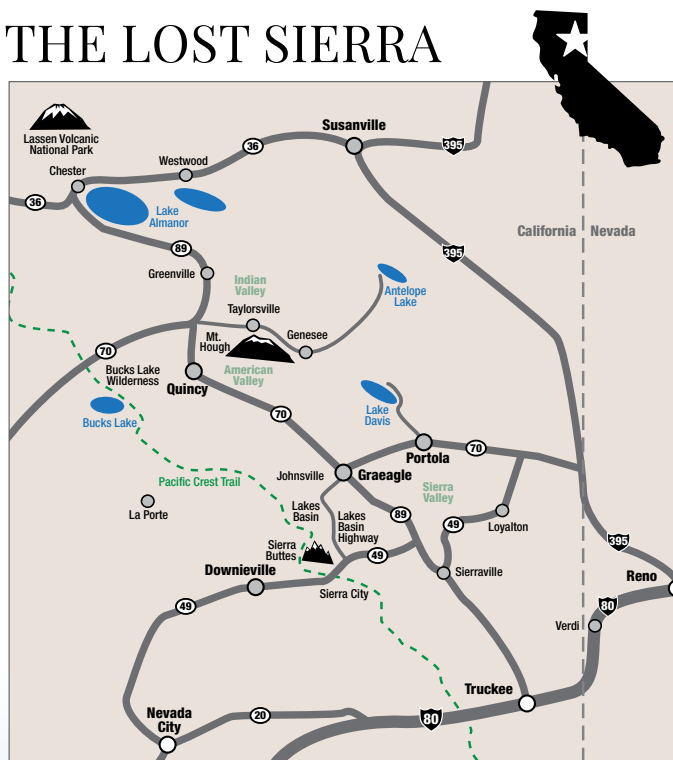 THE LOST SIERRA
Lassen Volcanic
National Park
Susanville
36
395
Westwood
Chester
36
Lake
Almanor
California
Nevada
89
395
Greenville
Indian
Valley
Antelope
Lake
Taylorsville
Genesee
Mt.
Hough
70
Bucks Lake
Wilderness
American
Valley
Quincy
Bucks Lake
70
Lake
Davis
Portola
70
Johnsville
Graeagle
Pacific Crest Trail
Sierra
Valley
La Porte
Lakes
Basin
Lakes
Basin
Highway
89
49
Loyalton
395
Sierra
Buttes
49
Downieville
Sierraville
Reno
Sierra City
49
80
Verdi
Truckee
Nevada
City
20
80